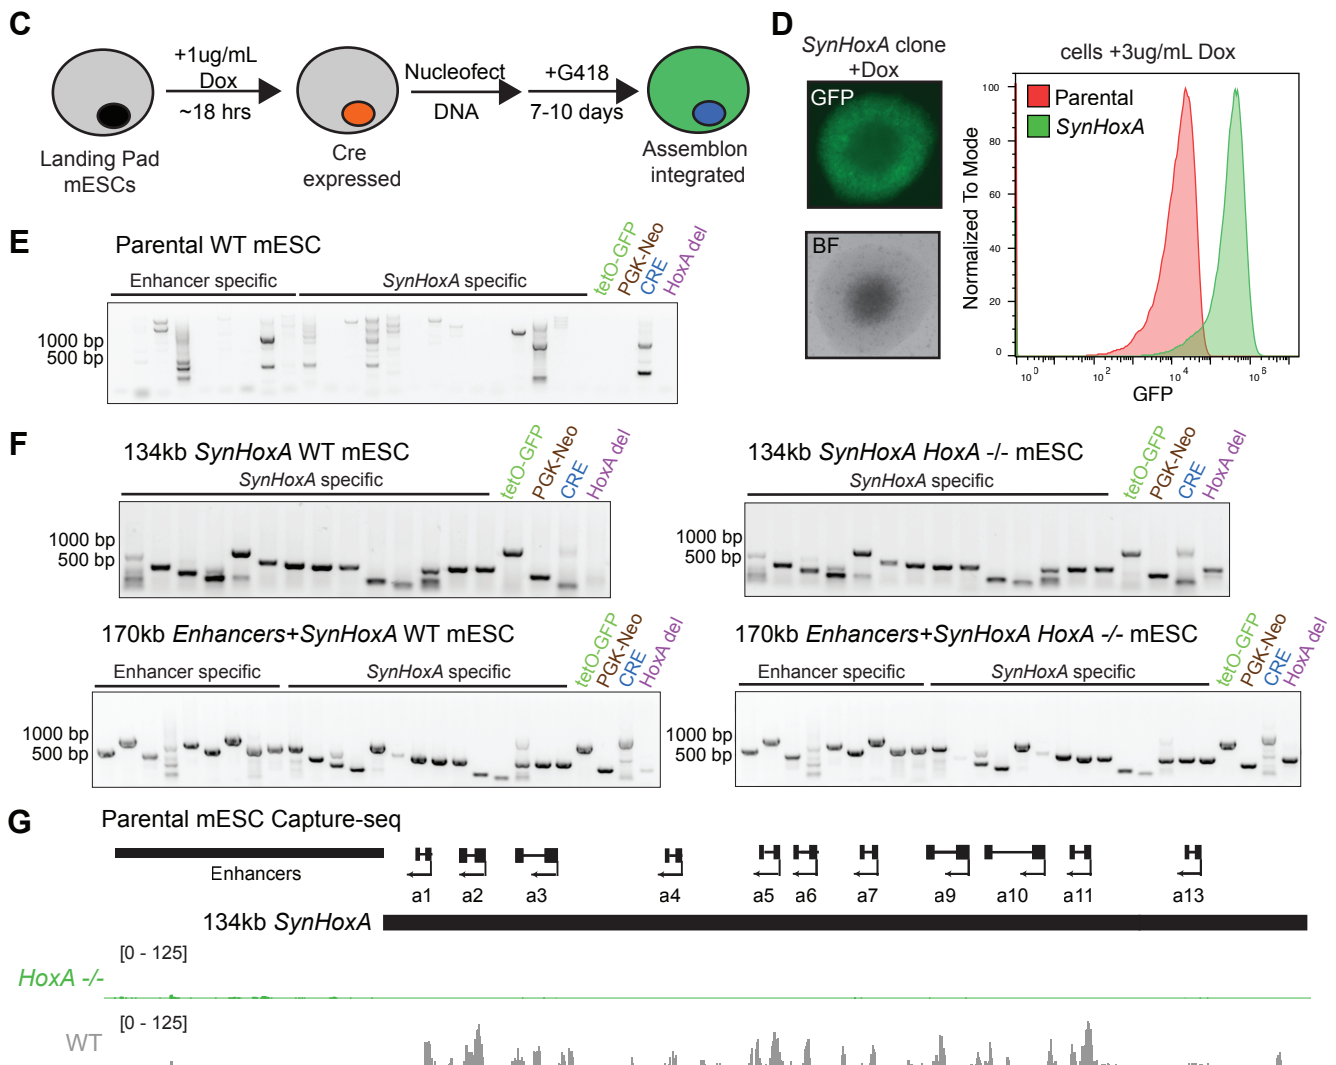 C
+1ug/mL
Dox
~18 hrs
Nucleofect
DNA
+G418
7-10 days
Landing Pad
mESCs
Cre
expressed
Assemblon
integrated
D
SynHoxA clone
+Dox
GFP
BF
cells +3ug/mL Dox
Parental
SynHoxA
Normalized To Mode
100
80
60
40
20
0
10^0
10^2
10^4
10^6
GFP
E
Parental WT mESC
Enhancer specific
SynHoxA specific
tetO-GFP
PGK-Neo
CRE
HoxA del
1000 bp
500 bp
F
134kb SynHoxA WT mESC
SynHoxA specific
tetO-GFP
PGK-Neo
CRE
HoxA del
1000 bp
500 bp
134kb SynHoxA HoxA -/- mESC
SynHoxA specific
tetO-GFP
PGK-Neo
CRE
HoxA del
1000 bp
500 bp
170kb Enhancers+SynHoxA WT mESC
Enhancer specific
SynHoxA specific
tetO-GFP
PGK-Neo
CRE
HoxA del
1000 bp
500 bp
170kb Enhancers+SynHoxA HoxA -/- mESC
Enhancer specific
SynHoxA specific
tetO-GFP
PGK-Neo
CRE
HoxA del
1000 bp
500 bp
G
Parental mESC Capture-seq
Enhancers
a1 a2 a3 a4 a5 a6 a7 a9 a10 a11 a13
134kb SynHoxA
[0 - 125]
HoxA -/-
[0 - 125]
WT